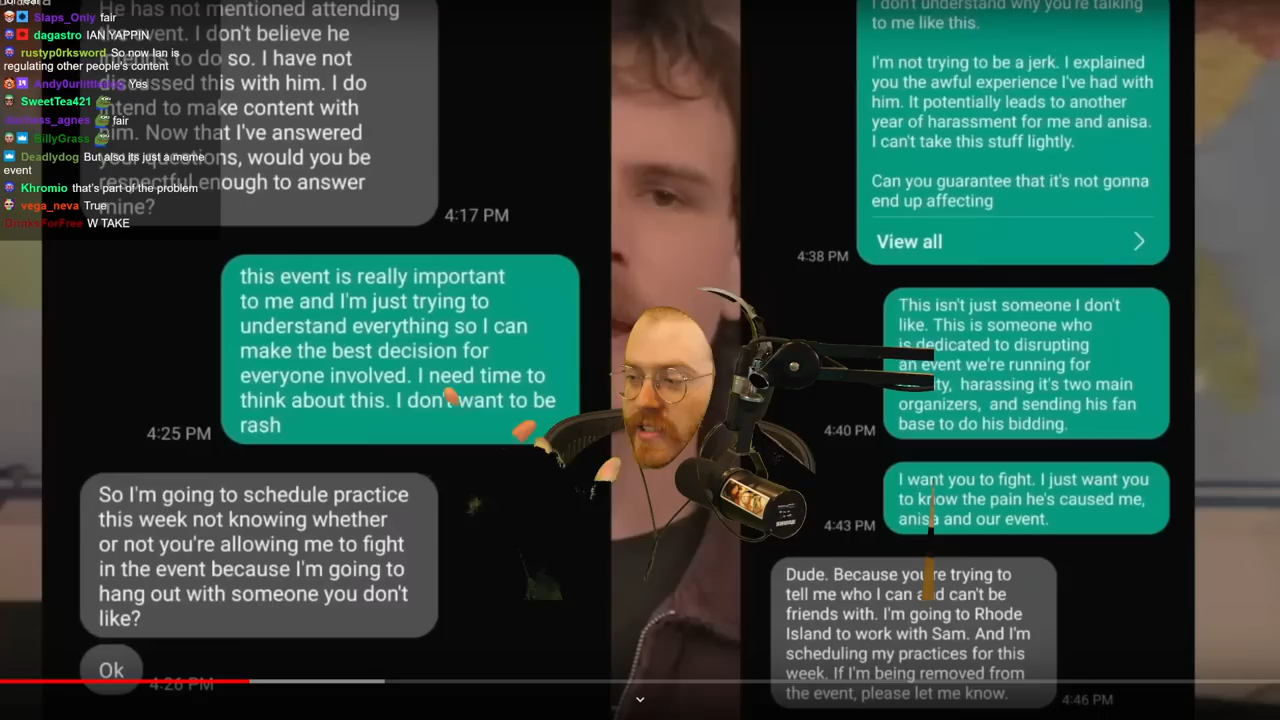 Slaps_Only fair
dagastro IAN YAPPIN
rustyp0rksword So now Ian is
regulating other people's content
Yes
SweetTea421
fair
BillyGrass
Deadlydog But also its just a meme
event
Khromio that's part of the problem
vega_neva True
DrinksForFree W TAKE
He has not mentioned attending
the event. I don't believe he
intends to do so. I have not
discussed this with him. I do
intend to make content with
him. Now that I've answered
your questions, would you be
respectful enough to answer
mine?
4:17 PM
this event is really important
to me and I'm just trying to
understand everything so I can
make the best decision for
everyone involved. I need time to
think about this. I don't want to be
rash
4:25 PM
So I'm going to schedule practice
this week not knowing whether
or not you're allowing me to fight
in the event because I'm going to
hang out with someone you don't
like?
Ok
4:26 PM
I don't understand why you're talking
to me like this.
I'm not trying to be a jerk. I explained
you the awful experience I've had with
him. It potentially leads to another
year of harassment for me and anisa.
I can't take this stuff lightly.
Can you guarantee that it's not gonna
end up affecting
View all
4:38 PM
This isn't just someone I don't
like. This is someone who
is dedicated to disrupting
an event we're running for
harassing it's two main
organizers, and sending his fan
base to do his bidding.
4:40 PM
I want you to fight. I just want you
to know the pain he's caused me,
anisa and our event.
4:43 PM
Dude. Because you're trying to
tell me who I can and can't be
friends with. I'm going to Rhode
Island to work with Sam. And I'm
scheduling my practices for this
week. If I'm being removed from
the event, please let me know.
4:46 PM